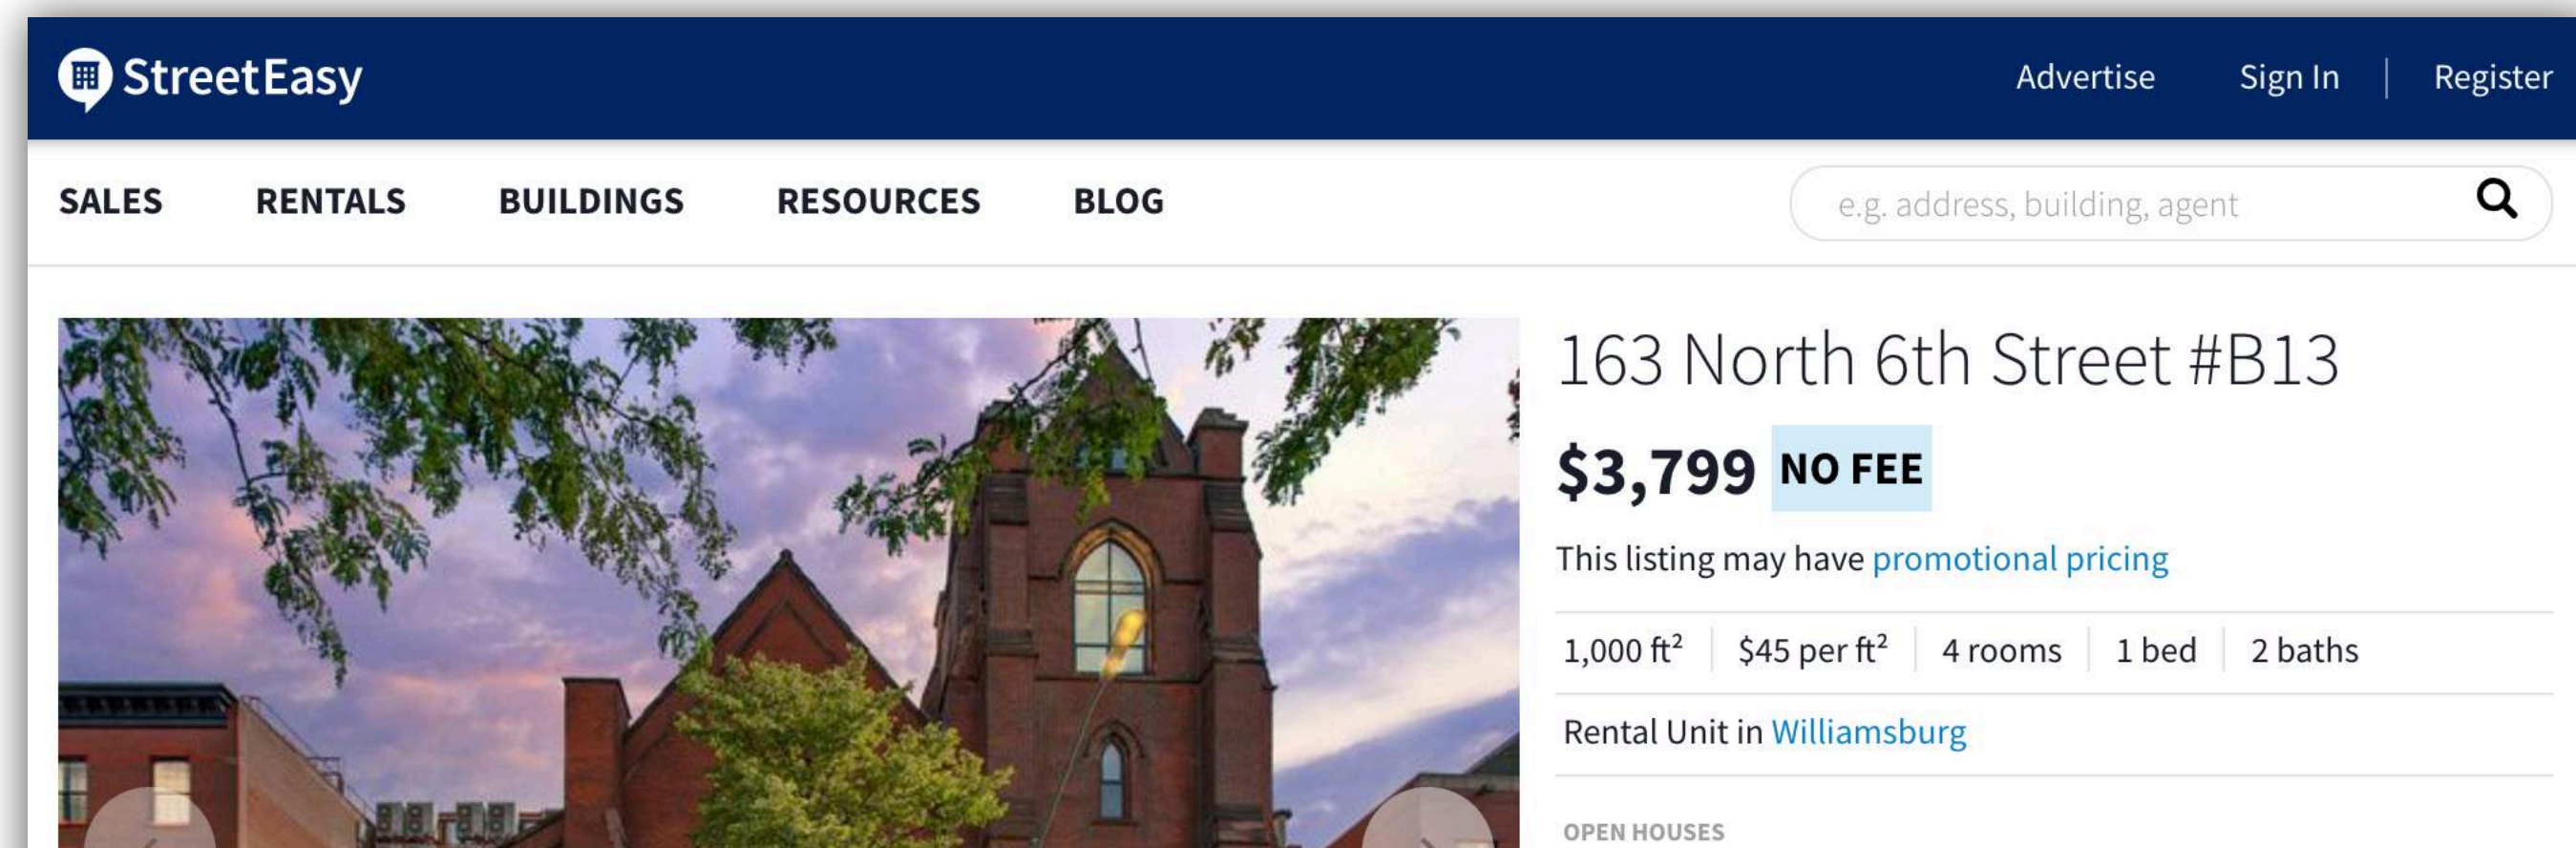 StreetEasy
Advertise Sign In | Register
SALES RENTALS BUILDINGS RESOURCES BLOG
e.g. address, building, agent
163 North 6th Street #B13
$3,799 NO FEE
This listing may have promotional pricing
1,000 ft² $45 per ft² 4 rooms 1 bed 2 baths
Rental Unit in Williamsburg
OPEN HOUSES